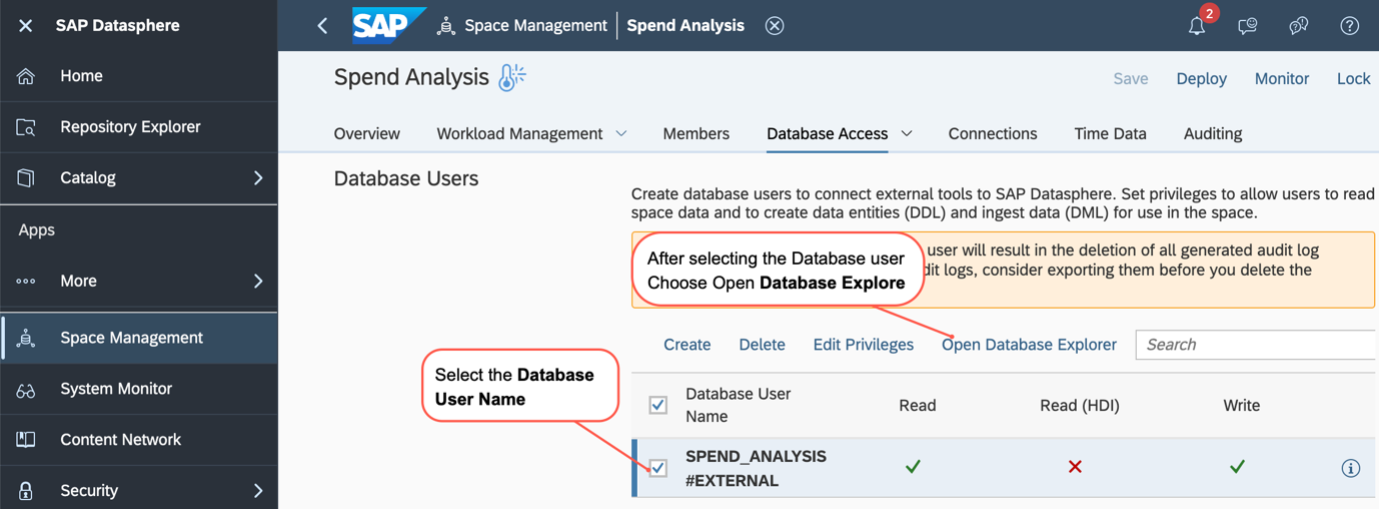 SAP Datasphere
Home
Repository Explorer
Catalog
Apps
More
Space Management
System Monitor
Content Network
Security
SAP Space Management Spend Analysis
2
Spend Analysis
Save Deploy Monitor Lock
Overview Workload Management Members Database Access Connections Time Data Auditing
Database Users
Create database users to connect external tools to SAP Datasphere. Set privileges to allow users to read
space data and to create data entities (DDL) and ingest data (DML) for use in the space.
user will result in the deletion of all generated audit log
dit logs, consider exporting them before you delete the
After selecting the Database user
Choose Open Database Explore
Create Delete Edit Privileges Open Database Explorer Search
Select the Database
User Name
Database User
Name
Read Read (HDI) Write
SPEND_ANALYSIS
#EXTERNAL